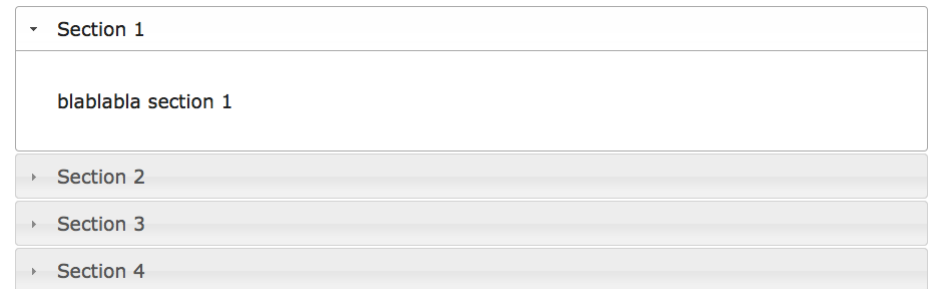 Section 1
blablabla section 1
Section 2
Section 3
Section 4